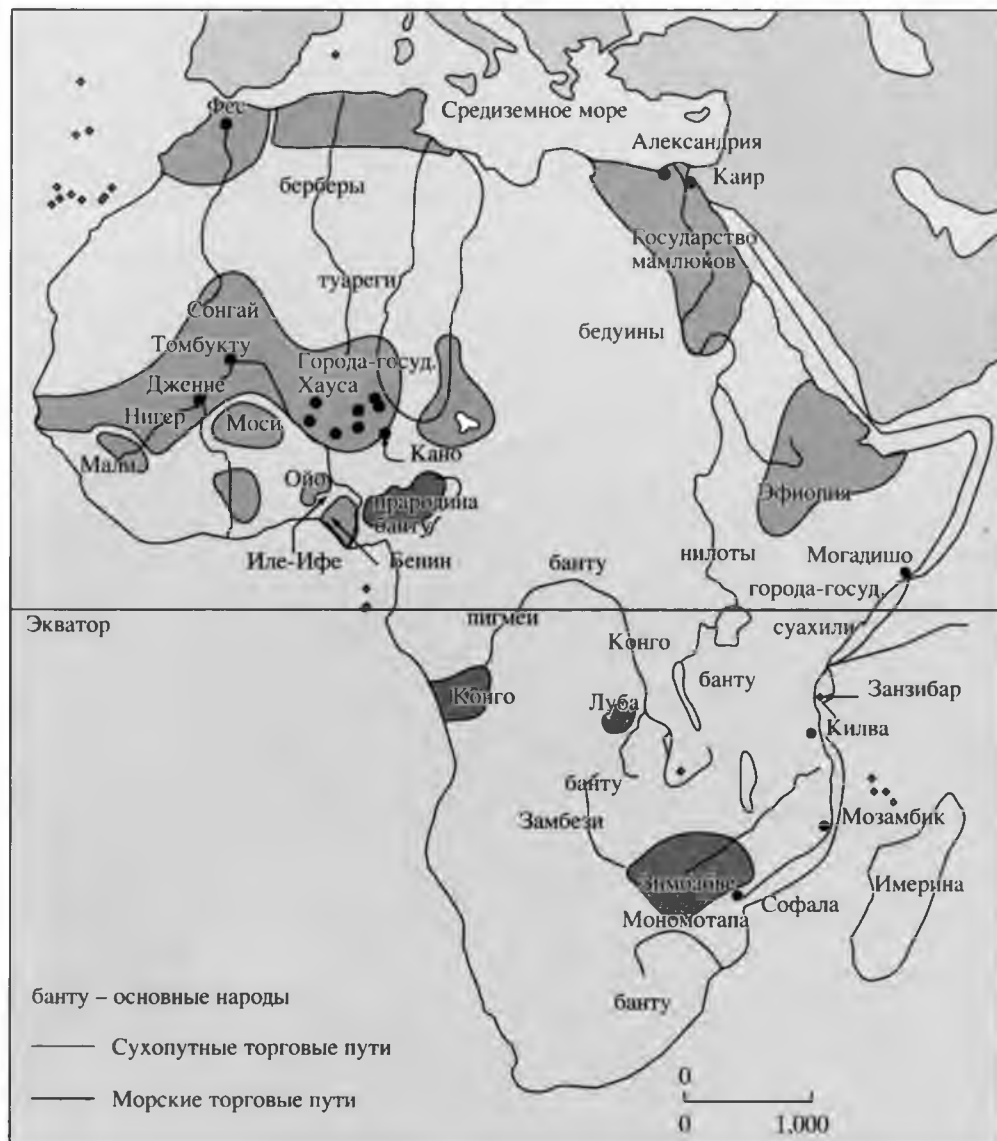 Средиземное море
Фес
Александрия
Каир
берберы
Государство
мамлюков
туареги
Сонгай
бедуины
Томбукту
Города-госуд.
Хауса
Джение
Нигер
Моси
Мали
Кано
Ойо
прародина
банту
Эфиопия
Иле-Ифе
Бенин
банту
нилоты
Могадишо
города-госуд.
суахили
Экватор
пигмеи
Конго
банту
Занзибар
Конго
Луба
Килва
банту
Замбези
Мозамбик
Зимбабве
Имерина
Мономотапа
Софала
банту
банту – основные народы
Сухопутные торговые пути
Морские торговые пути
0
0 1,000